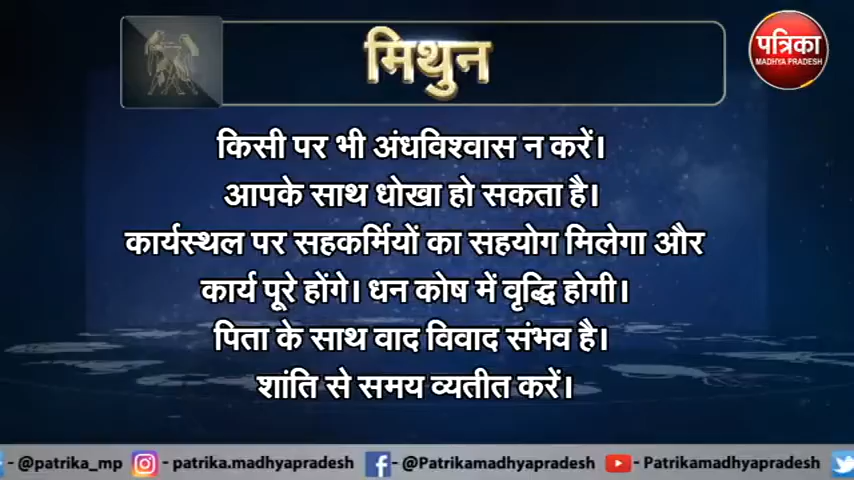 मिथुन
पत्रिका
MADHYA PRADESH
किसी पर भी अंधविश्वास न करें।
आपके साथ धोखा हो सकता है।
कार्यस्थल पर सहकर्मियों का सहयोग मिलेगा और
कार्य पूरे होंगे। धन कोष में वृद्धि होगी।
पिता के साथ वाद विवाद संभव है।
शांति से समय व्यतीत करें।
- @patrika_mp - patrika.madhyapradesh - @Patrikamadhyapradesh - Patrikamadhyapradesh